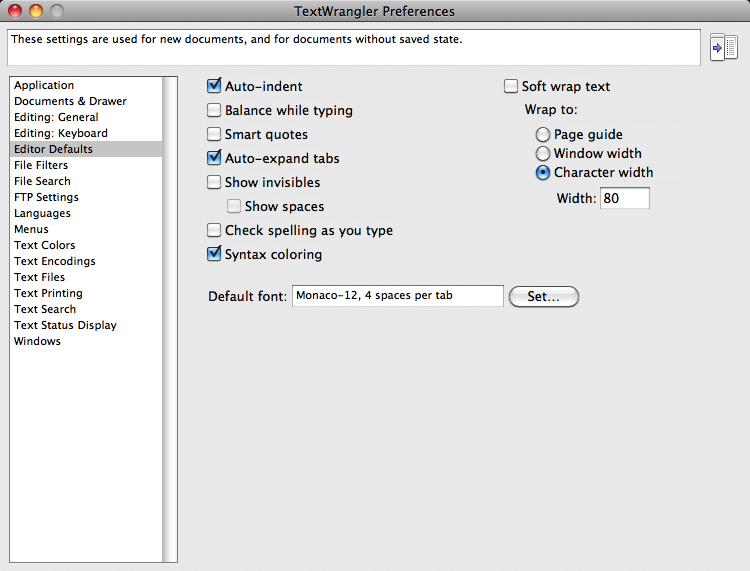 TextWrangler Preferences
These settings are used for new documents, and for documents without saved state.
Application
Documents & Drawer
Editing: General
Editing: Keyboard
Editor Defaults
File Filters
File Search
FTP Settings
Languages
Menus
Text Colors
Text Encodings
Text Files
Text Printing
Text Search
Text Status Display
Windows
Auto-indent
Balance while typing
Smart quotes
Auto-expand tabs
Show invisibles
Show spaces
Check spelling as you type
Syntax coloring
Soft wrap text
Wrap to:
Page guide
Window width
Character width
Width: 80
Default font: Monaco-12, 4 spaces per tab Set...